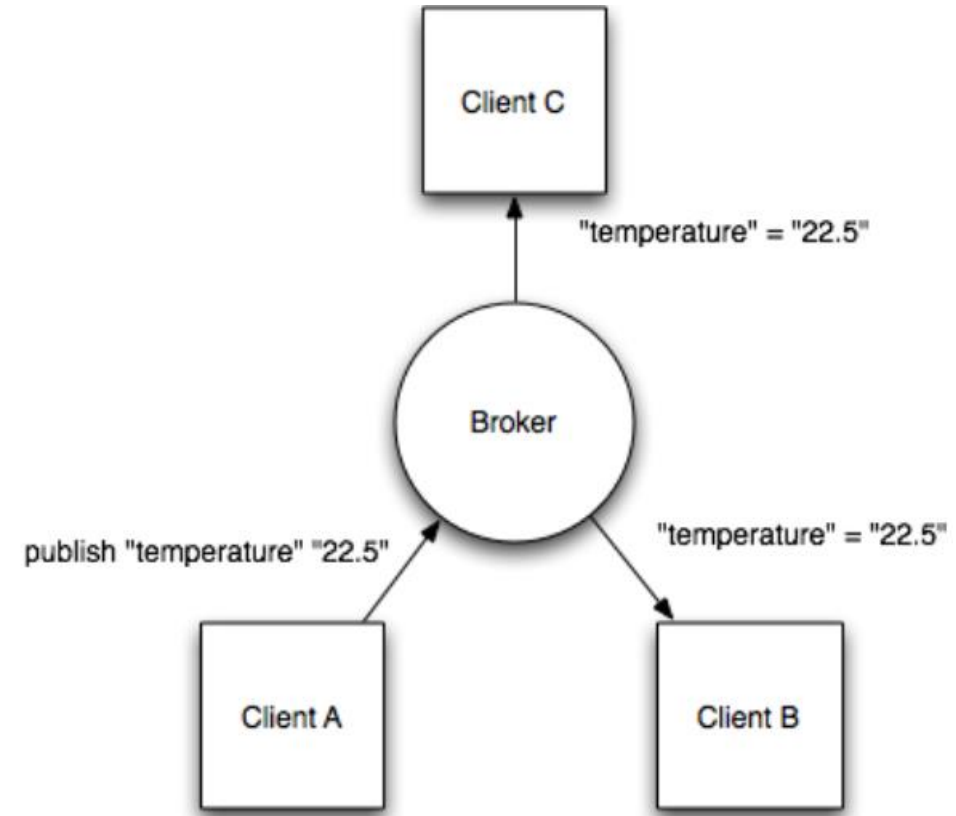 Client C
"temperature" = "22.5"
Broker
publish "temperature" "22.5"
"temperature" = "22.5"
Client A
Client B